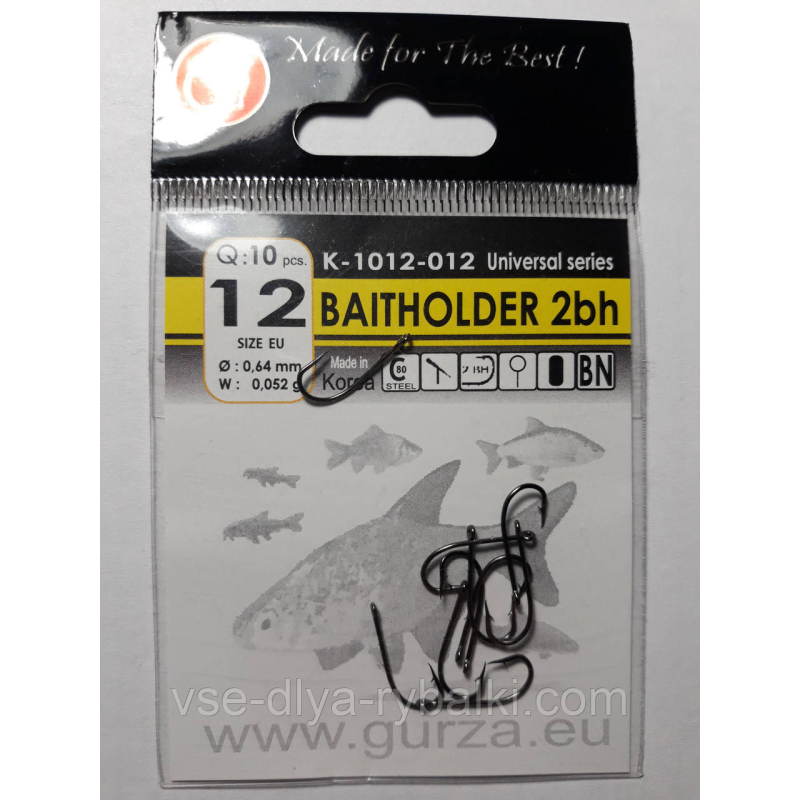 Made for The Best!
Q:10 pcs.
12
SIZE EU
Ø : 0,64 mm
W : 0,052 g
K-1012-012 Universal series
BAITHOLDER 2bh
Made in
Korea
C 80 STEEL
2 BH
BN
vse-dlya-rybalki.com
www.gurza.eu